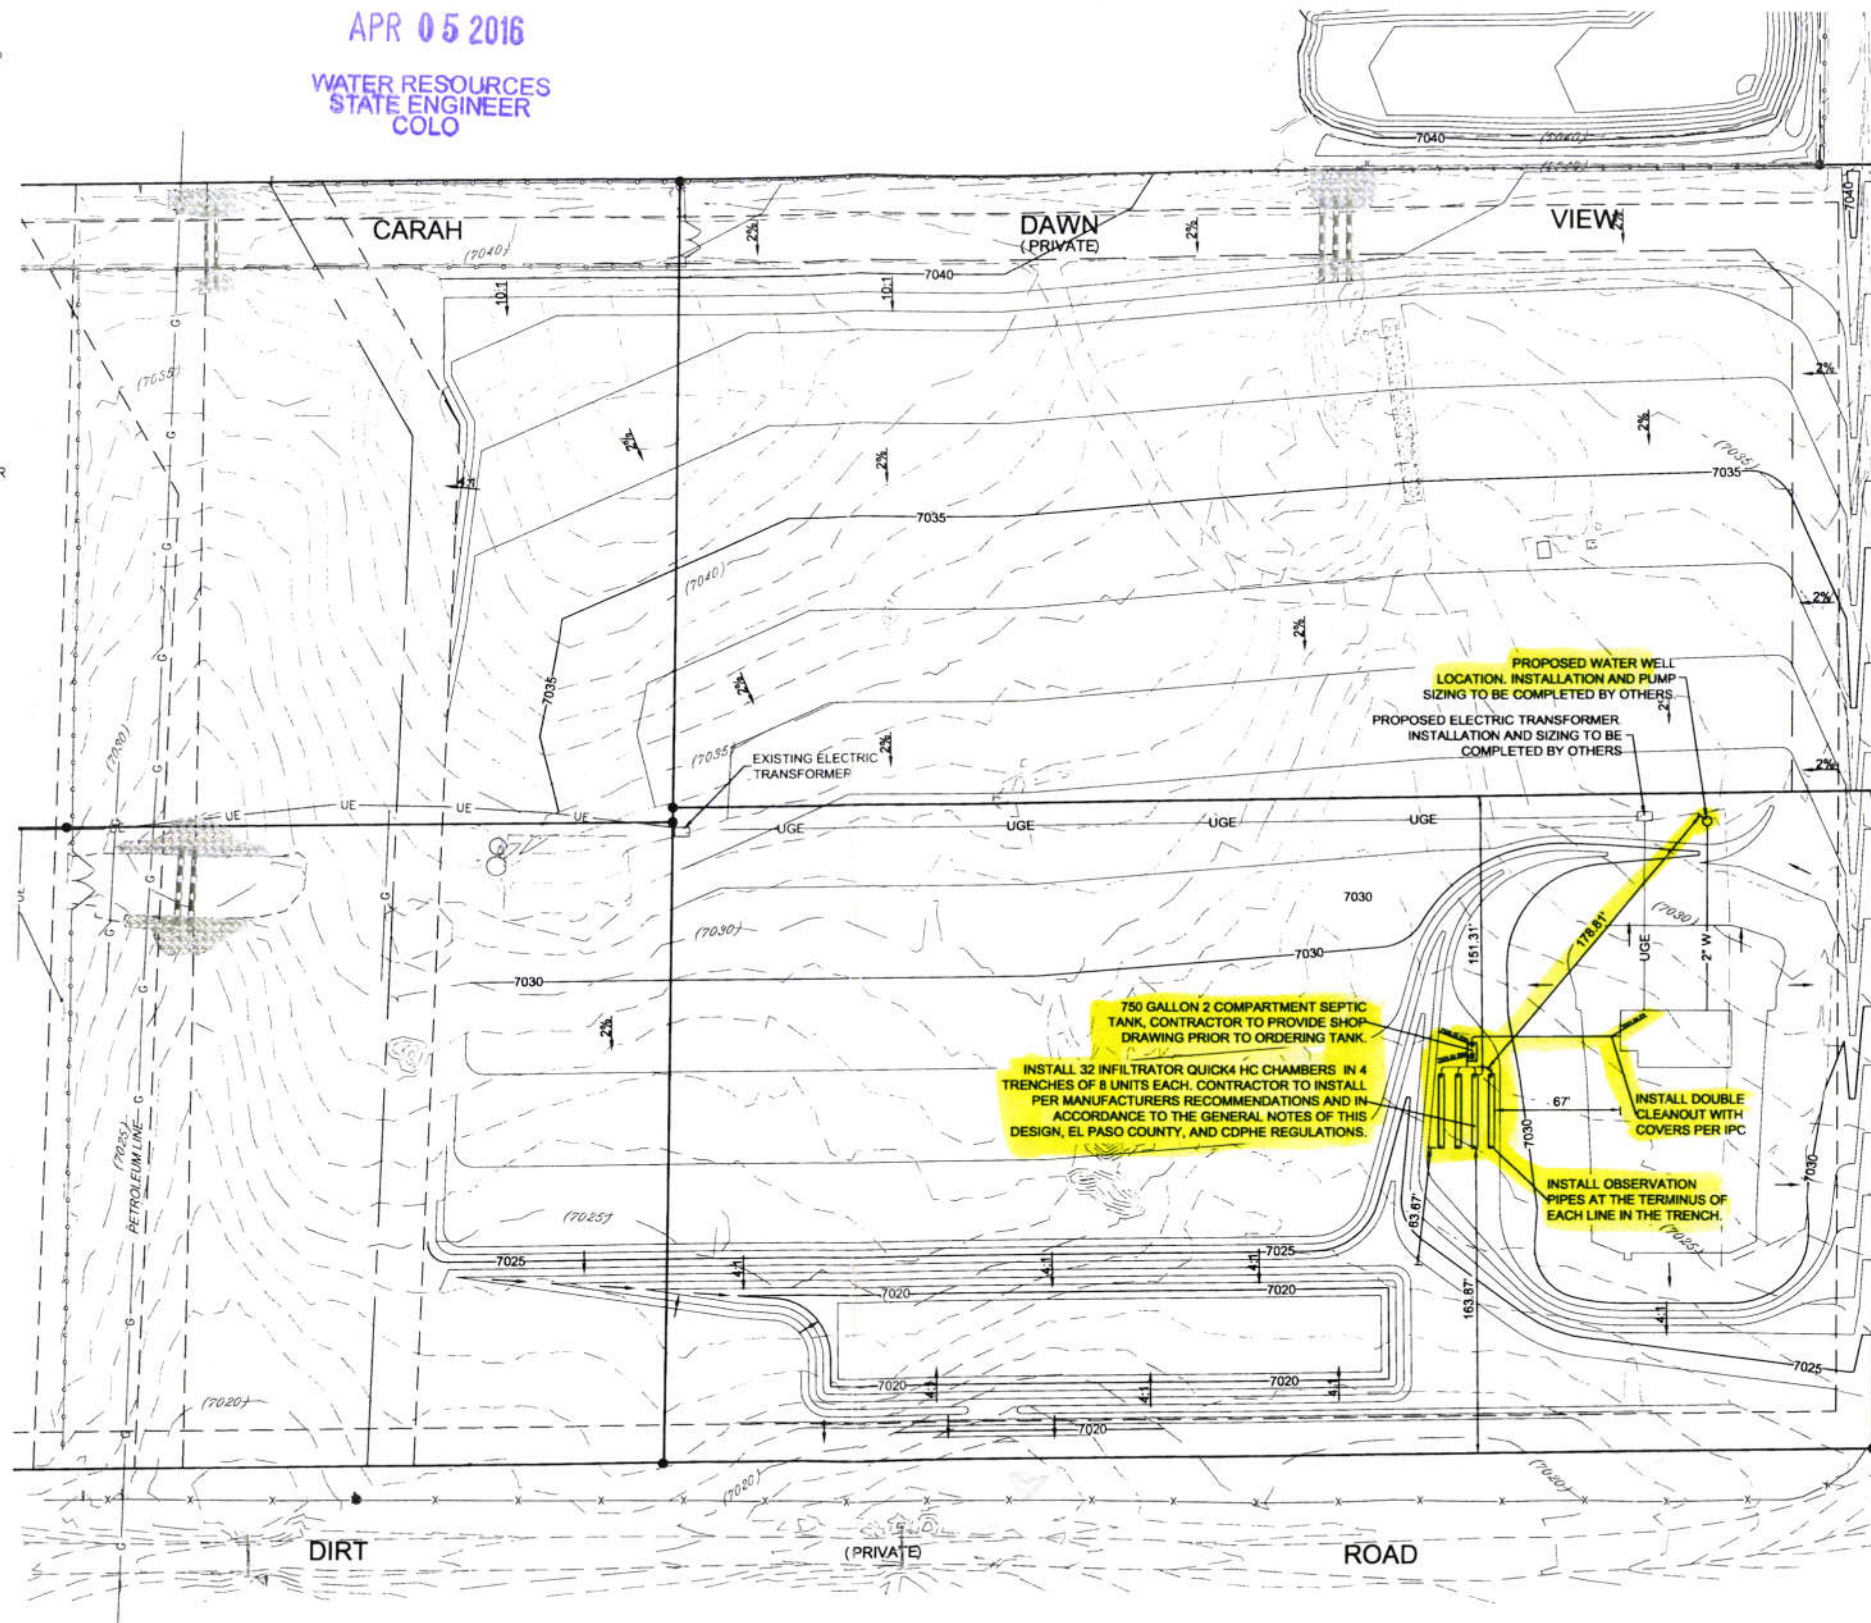 APR 05 2016
WATER RESOURCES
STATE ENGINEER
COLO
7040
7040
CARAH
DAWN
(PRIVATE)
VIEW
2%
2%
2%
(7040)
7040
10:1
10:1
(7035)
2%
2%
2%
2%
(7035)
7035
7035
4:1
(7040)
2%
2%
7035
2%
PROPOSED WATER WELL
LOCATION. INSTALLATION AND PUMP
SIZING TO BE COMPLETED BY OTHERS.
PROPOSED ELECTRIC TRANSFORMER
INSTALLATION AND SIZING TO BE
COMPLETED BY OTHERS
(7030)
(7035)
2%
EXISTING ELECTRIC
TRANSFORMER
2%
UE
UE
UE
UE
UGE
UGE
UGE
UGE
UE
G
G
G
G
G
G
G
G
G
G
7030
(7030)
151.31'
178.81'
(7030)
UGE
2" W
7030
7030
2%
750 GALLON 2 COMPARTMENT SEPTIC
TANK, CONTRACTOR TO PROVIDE SHOP
DRAWING PRIOR TO ORDERING TANK.
INSTALL 32 INFILTRATOR QUICK4 HC CHAMBERS IN 4
TRENCHES OF 8 UNITS EACH. CONTRACTOR TO INSTALL
PER MANUFACTURERS RECOMMENDATIONS AND IN
ACCORDANCE TO THE GENERAL NOTES OF THIS
DESIGN, EL PASO COUNTY, AND CDPHE REGULATIONS.
67'
INSTALL DOUBLE
CLEANOUT WITH
COVERS PER IPC
7030
7030
INSTALL OBSERVATION
PIPES AT THE TERMINUS OF
EACH LINE IN THE TRENCH.
(7025)
PETROLEUM LINE
(7025)
63.67'
(7025)
7025
7025
4:1
4:1
4:1
7020
7020
163.87'
4:1
7025
7020
7020
4:1
4:1
4:1
(7020)
7020
(7020)
(7020)
DIRT
(PRIVATE)
ROAD